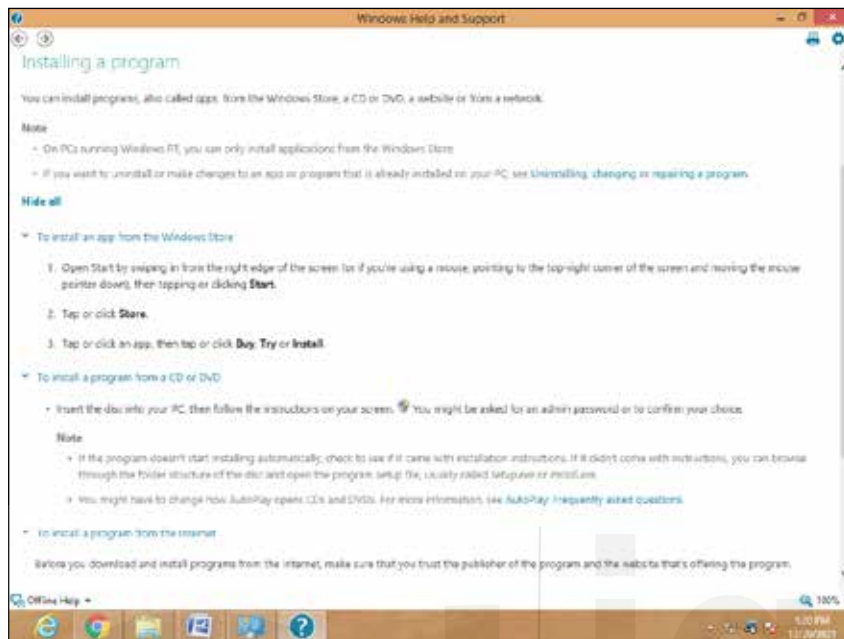 Windows Help and Support
Installing a program
You can install programs, also called apps, from the Windows Store, a CD or DVD, a website or from a network.
Note
On PCs running Windows RT, you can only install applications from the Windows Store
If you want to uninstall or make changes to an app or program that is already installed on your PC, see Uninstalling, changing or repairing a program.
Hide all
To install an app from the Windows Store
1. Open Start by swiping in from the right edge of the screen (or if you're using a mouse, pointing to the top-right corner of the screen and moving the mouse
pointer down), then tapping or clicking Start.
2. Tap or click Store.
3. Tap or click an app, then tap or click Buy, Try or Install.
To install a program from a CD or DVD
Insert the disc into your PC, then follow the instructions on your screen. You might be asked for an admin password or to confirm your choice.
Note
If the program doesn't start installing automatically, check to see if it came with installation instructions. If it didn't come with instructions, you can browse
through the folder structure of the disc and open the program setup file, usually called Setup.exe or Install.exe.
You might have to change how AutoPlay opens CDs and DVDs. For more information, see AutoPlay: Frequently asked questions.
To install a program from the Internet
Before you download and install programs from the Internet, make sure that you trust the publisher of the program and the website that's offering the program.
Offline Help
100%